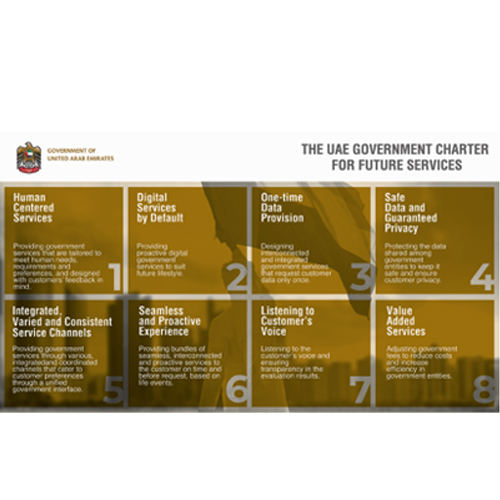 GOVERNMENT OF
UNITED ARAB EMIRATES
THE UAE GOVERNMENT CHARTER
FOR FUTURE SERVICES
Human
Centered
Services
Providing government
services that are tailored to
meet human needs,
requirements and
preferences, and designed
with customers' feedback in
mind.
1
Digital
Services
by Default
Providing
proactive digital
government
services to suit
future lifestyle.
2
One-time
Data
Provision
Designing
interconnected
and integrated
government services
that request customer
data only once.
3
Safe
Data and
Guaranteed
Privacy
Protecting the data
shared among
government
entities to keep it
safe and ensure
customer privacy.
4
Integrated,
Varied and Consistent
Service Channels
Providing government
services through various,
integratedand coordinated
channels that cater to
customer preferences
through a unified
government interface.
5
Seamless
and Proactive
Experience
Providing bundles of
seamless, interconnected
and proactive services to
the customer on time and
before request, based on
life events.
6
Listening to
Customer's
Voice
Listening to the
customer's voice and
ensuring
transparency in the
evaluation results.
7
Value
Added
Services
Adjusting government
fees to reduce costs
and increase
efficiency in
government entities.
8